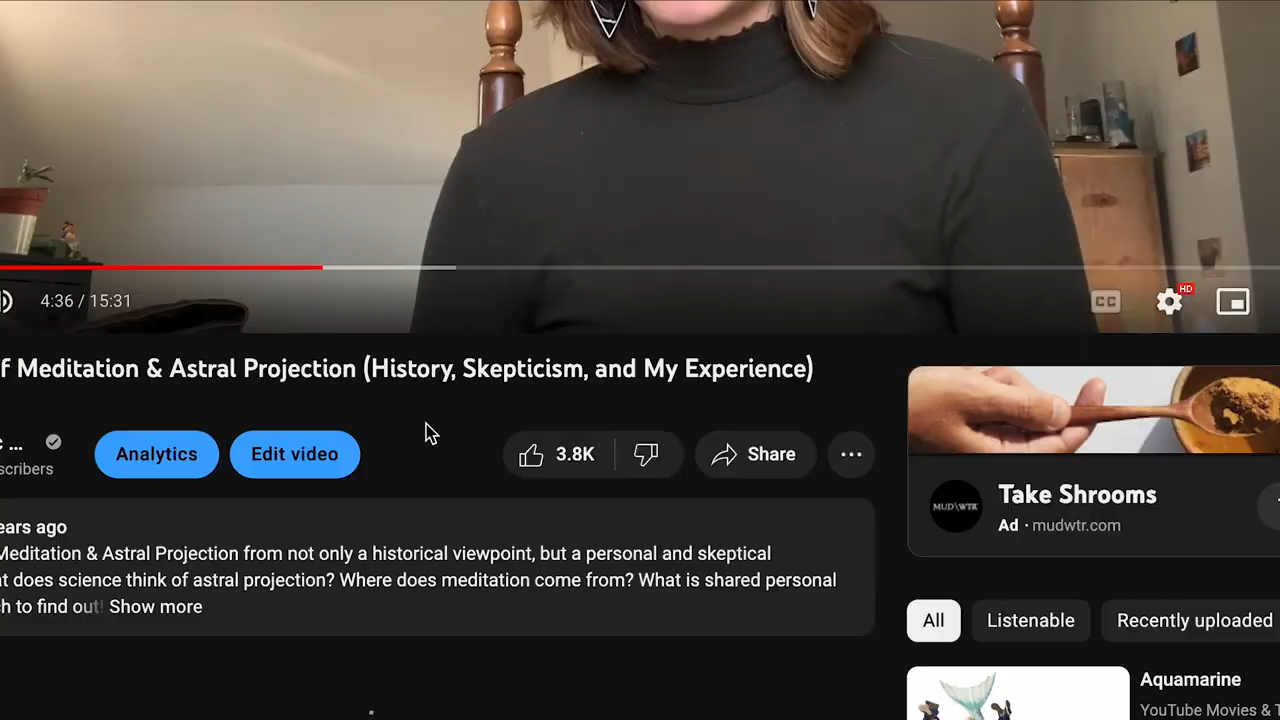 4:36 / 15:31
CC
HD
f Meditation & Astral Projection (History, Skepticism, and My Experience)
c ...
scribers
Analytics
Edit video
3.8K
Share
ears ago
Meditation & Astral Projection from not only a historical viewpoint, but a personal and skeptical
at does science think of astral projection? Where does meditation come from? What is shared personal
ch to find out! Show more
MUD\WTR
Take Shrooms
Ad · mudwtr.com
All
Listenable
Recently uploaded
Aquamarine
YouTube Movies & T